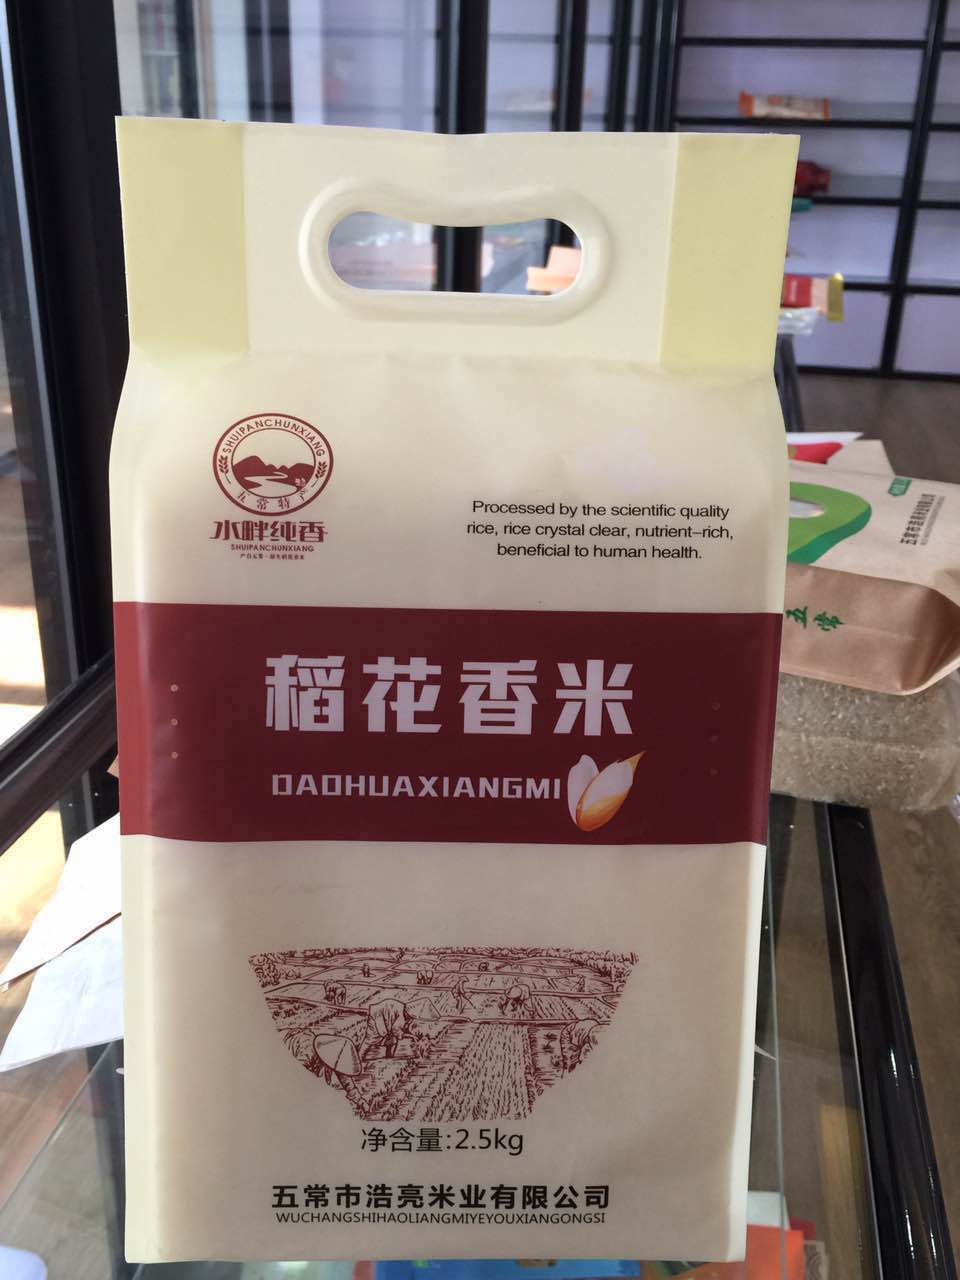 SHUIPANCHUNXIANG
五常特产
水畔纯香
SHUIPANCHUNXIANG
Processed by the scientific quality
rice, rice crystal clear, nutrient-rich,
beneficial to human health.
稻花香米
DAOHUAXIANGMI
净含量:2.5kg
五常市浩亮米业有限公司
WUCHANGSHIHAOLIANGMIYEYOUXIANGONGSI
五常